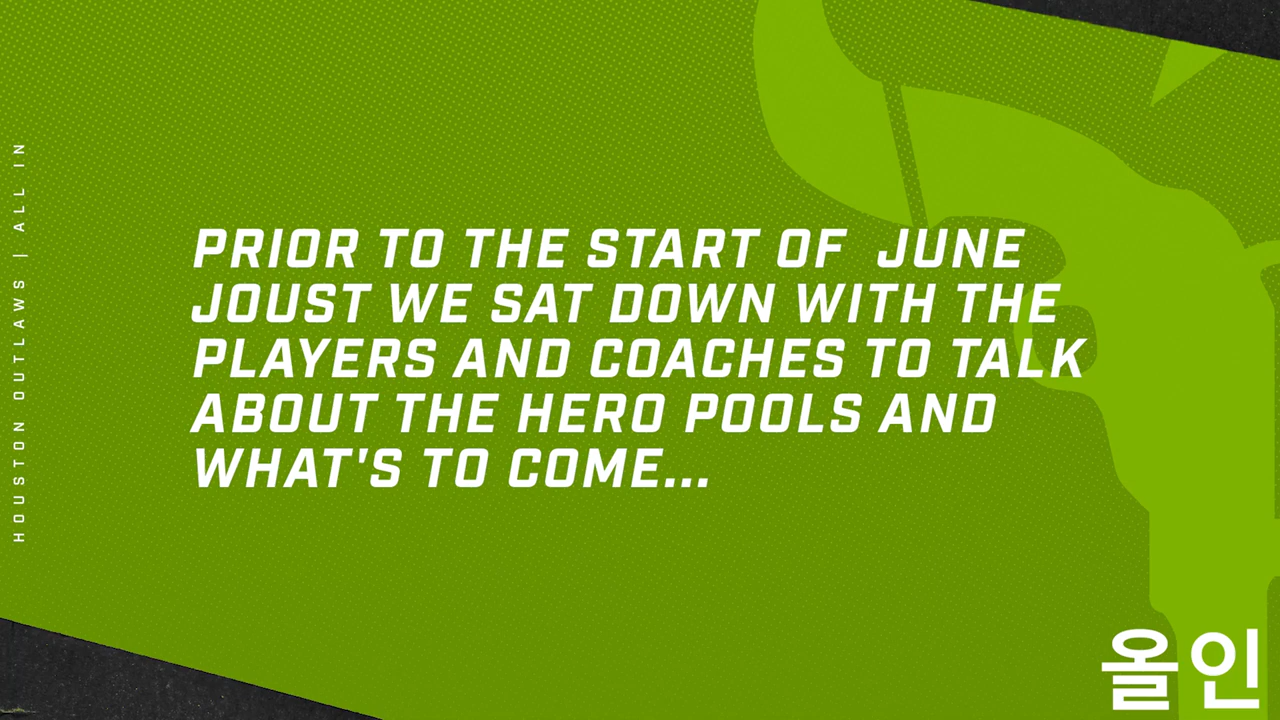 HOUSTON OUTLAWS | ALL IN
PRIOR TO THE START OF JUNE
JOUST WE SAT DOWN WITH THE
PLAYERS AND COACHES TO TALK
ABOUT THE HERO POOLS AND
WHAT'S TO COME...
올인